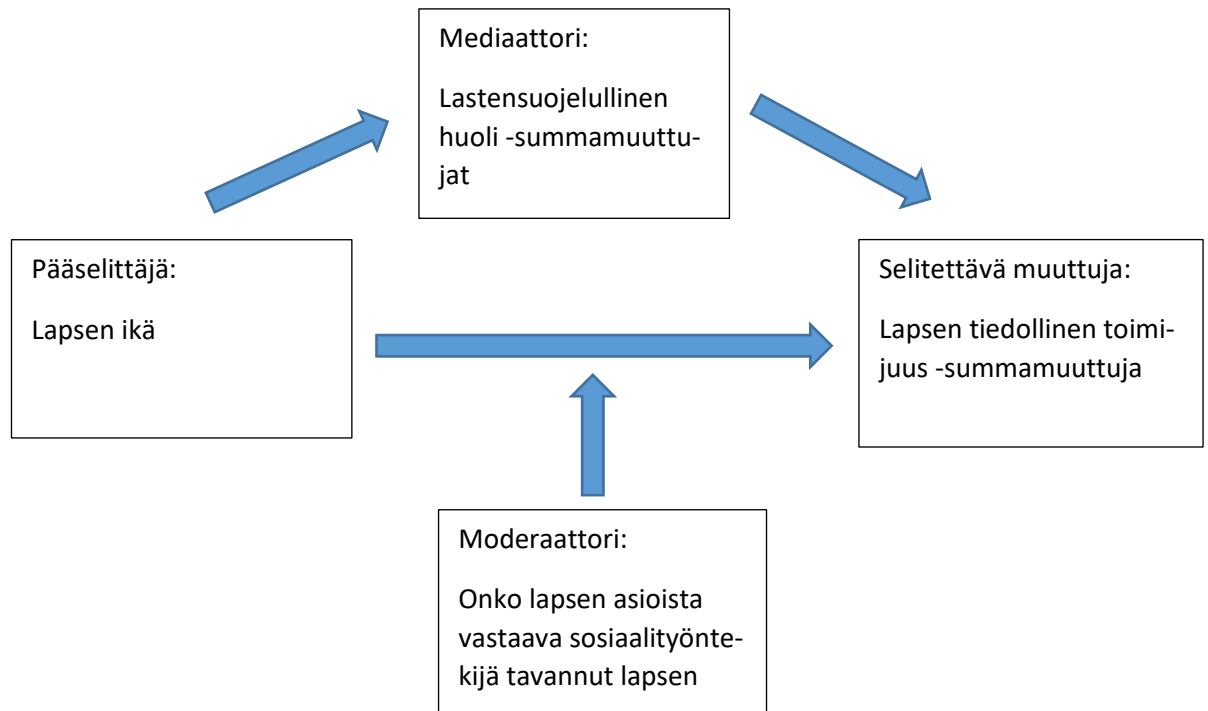 Mediaattori:
Lastensuojelullinen
huoli -summamuuttu-
jat
Pääselittäjä:
Lapsen ikä
Selitettävä muuttuja:
Lapsen tiedollinen toimi-
juus -summamuuttuja
Moderaattori:
Onko lapsen asioista
vastaava sosiaalityönte-
kijä tavannut lapsen